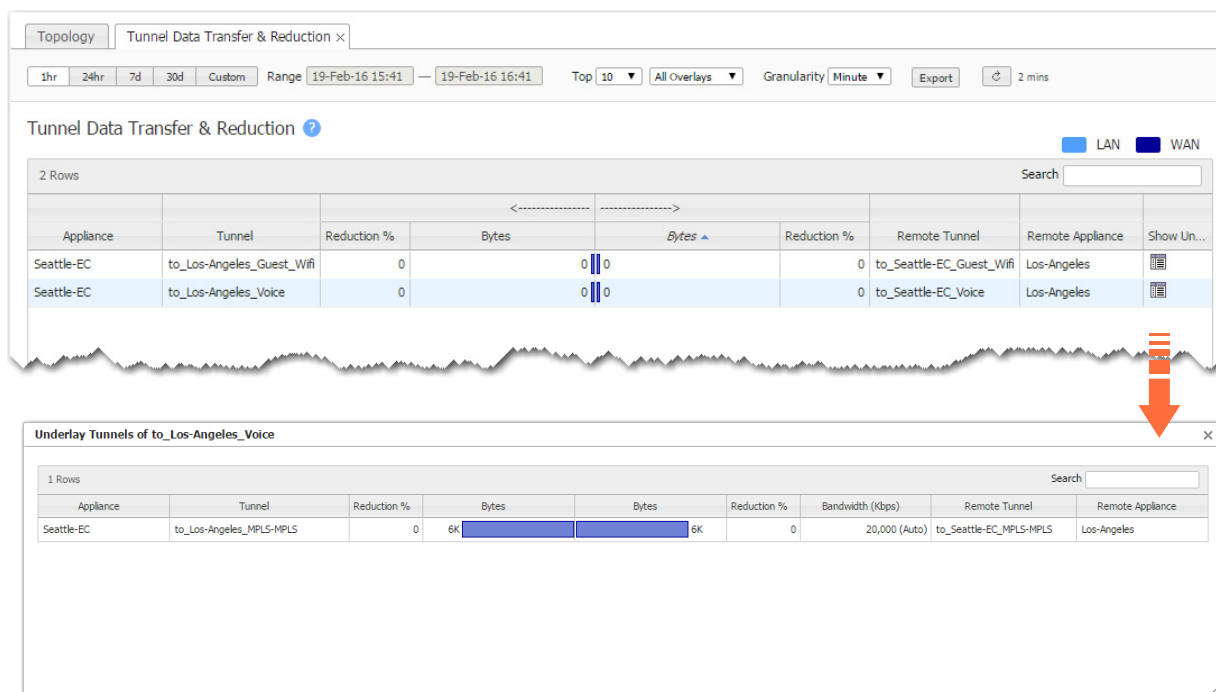 Topology Tunnel Data Transfer & Reduction ×
1hr 24hr 7d 30d Custom Range 19-Feb-16 15:41 — 19-Feb-16 16:41 Top 10 ▼ All Overlays ▼ Granularity Minute ▼ Export 2 mins
Tunnel Data Transfer & Reduction ?
LAN WAN
2 Rows Search
<---------------- ---------------->
Appliance Tunnel Reduction % Bytes Bytes ▲ Reduction % Remote Tunnel Remote Appliance Show Un...
Seattle-EC to_Los-Angeles_Guest_Wifi 0 0 0 0 to_Seattle-EC_Guest_Wifi Los-Angeles
Seattle-EC to_Los-Angeles_Voice 0 0 0 0 to_Seattle-EC_Voice Los-Angeles
Underlay Tunnels of to_Los-Angeles_Voice ×
1 Rows Search
Appliance Tunnel Reduction % Bytes Bytes Reduction % Bandwidth (Kbps) Remote Tunnel Remote Appliance
Seattle-EC to_Los-Angeles_MPLS-MPLS 0 6K 6K 0 20,000 (Auto) to_Seattle-EC_MPLS-MPLS Los-Angeles